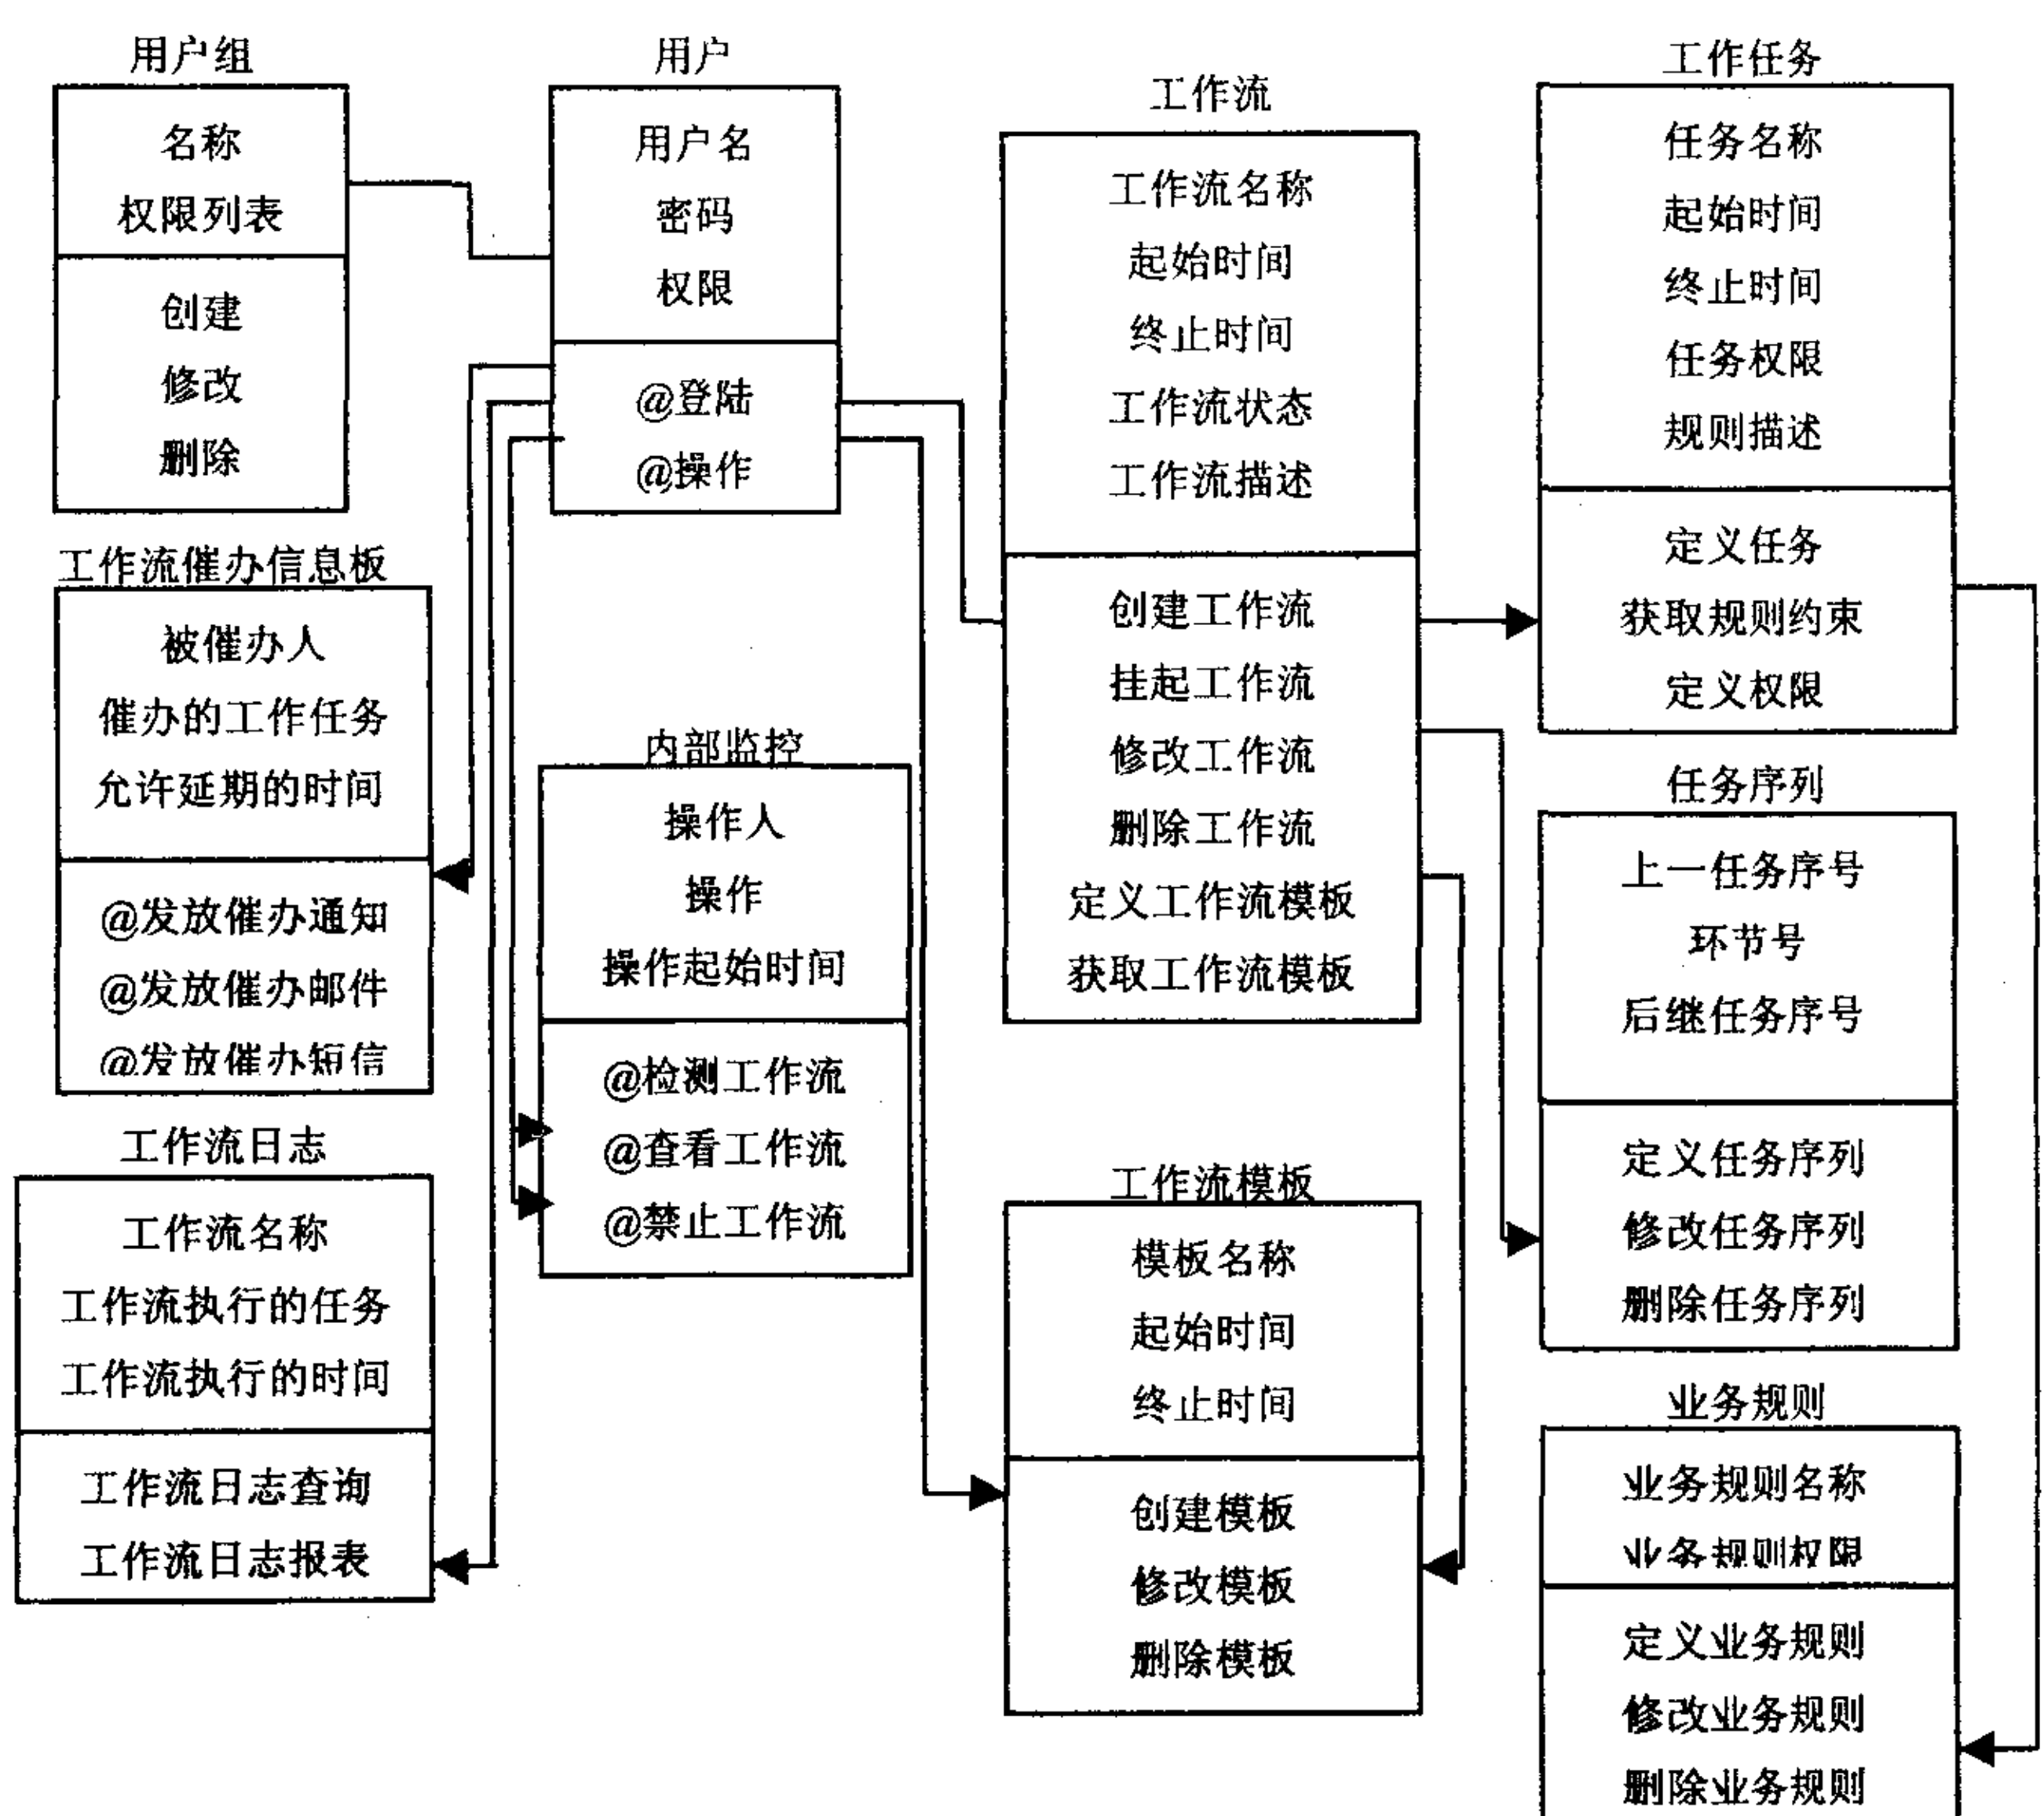 用户组
名称
权限列表
创建
修改
删除
用户
用户名
密码
权限
@登陆
@操作
工作流
工作流名称
起始时间
终止时间
工作流状态
工作流描述
创建工作流
挂起工作流
修改工作流
删除工作流
定义工作流模板
获取工作流模板
工作任务
任务名称
起始时间
终止时间
任务权限
规则描述
定义任务
获取规则约束
定义权限
工作流催办信息板
被催办人
催办的工作任务
允许延期的时间
@发放催办通知
@发放催办邮件
@发放催办短信
内部监控
操作人
操作
操作起始时间
@检测工作流
@查看工作流
@禁止工作流
任务序列
上一任务序号
环节号
后继任务序号
定义任务序列
修改任务序列
删除任务序列
工作流日志
工作流名称
工作流执行的任务
工作流执行的时间
工作流日志查询
工作流日志报表
工作流模板
模板名称
起始时间
终止时间
创建模板
修改模板
删除模板
业务规则
业务规则名称
业务规则权限
定义业务规则
修改业务规则
删除业务规则